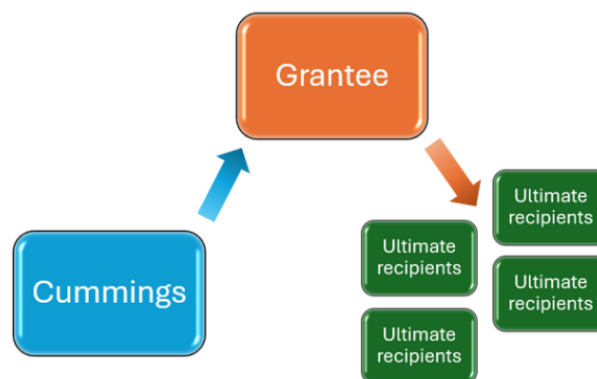 Grantee
Cummings
Ultimate
recipients
Ultimate
recipients
Ultimate
recipients
Ultimate
recipients